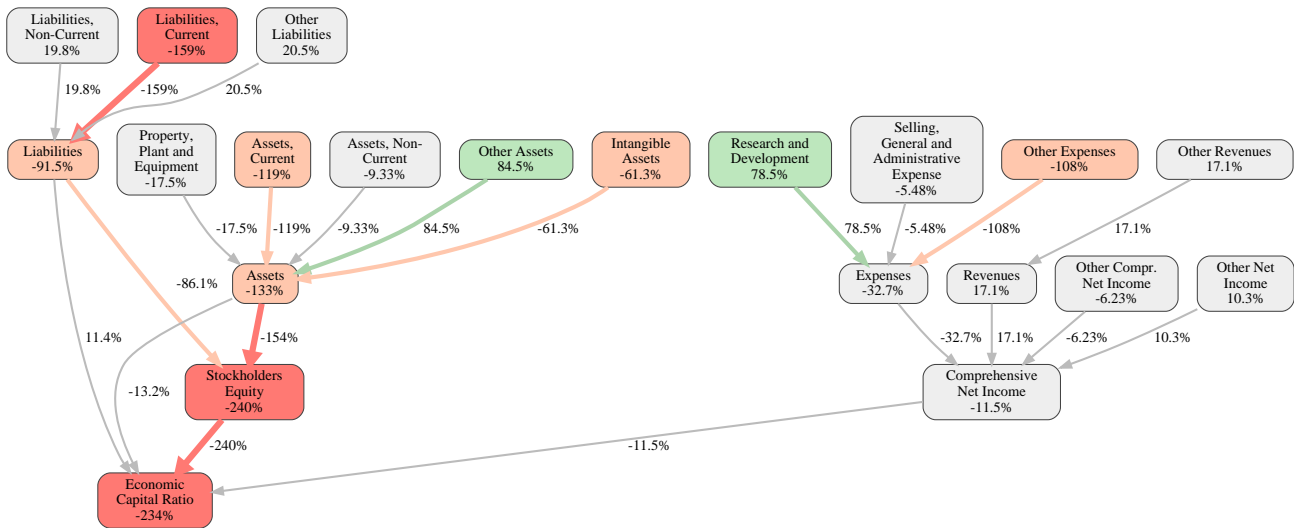 Liabilities,
Non-Current
19.8%
Liabilities,
Current
-159%
Other
Liabilities
20.5%
19.8%
-159%
20.5%
Liabilities
-91.5%
Property,
Plant and
Equipment
-17.5%
Assets,
Current
-119%
Assets, Non-
Current
-9.33%
Other Assets
84.5%
Intangible
Assets
-61.3%
Research and
Development
78.5%
Selling,
General and
Administrative
Expense
-5.48%
Other Expenses
-108%
Other Revenues
17.1%
-17.5%
-119%
-9.33%
84.5%
-61.3%
78.5%
-5.48%
-108%
17.1%
Assets
-133%
Expenses
-32.7%
Revenues
17.1%
Other Compr.
Net Income
-6.23%
Other Net
Income
10.3%
-86.1%
11.4%
-154%
-32.7%
17.1%
-6.23%
10.3%
-13.2%
Stockholders
Equity
-240%
Comprehensive
Net Income
-11.5%
-240%
-11.5%
Economic
Capital Ratio
-234%